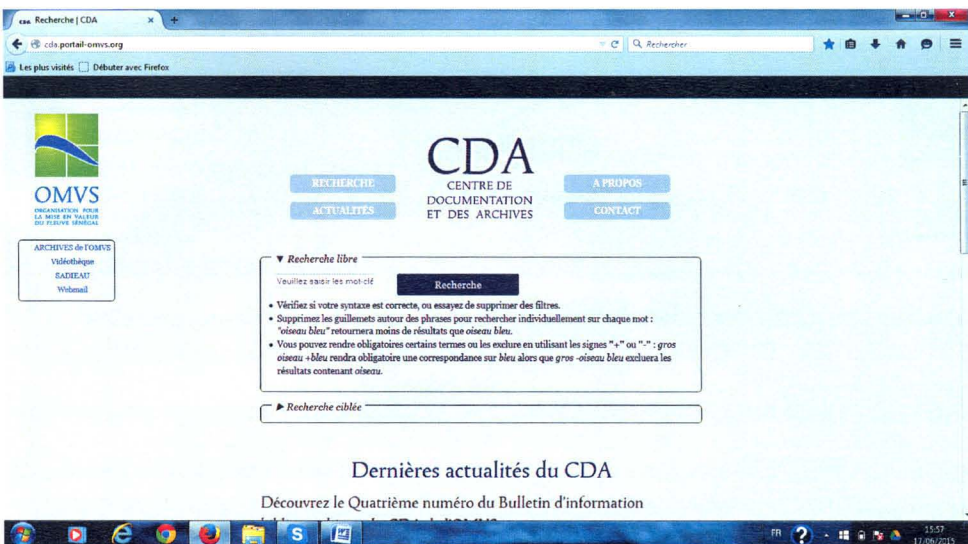 CDA Recherche | CDA × +
cda.portail-omvs.org
Rechercher
Les plus visités Débuter avec Firefox
OMVS
ORGANISATION POUR
LA MISE EN VALEUR
DU FLEUVE SÉNÉGAL
ARCHIVES de l'OMVS
Vidéothèque
SADIEAU
Webmail
CDA
CENTRE DE
DOCUMENTATION
ET DES ARCHIVES
RECHERCHE
ACTUALITÉS
A PROPOS
CONTACT
▼ Recherche libre
Veuillez saisir les mot-clé
Recherche
• Vérifiez si votre syntaxe est correcte, ou essayez de supprimer des filtres.
• Supprimez les guillemets autour des phrases pour rechercher individuellement sur chaque mot :
"oiseau bleu" retournera moins de résultats que oiseau bleu.
• Vous pouvez rendre obligatoires certains termes ou les exclure en utilisant les signes "+" ou "-" : gros
oiseau +bleu rendra obligatoire une correspondance sur bleu alors que gros -oiseau bleu excluera les
résultats contenant oiseau.
▶ Recherche ciblée
Dernières actualités du CDA
Découvrez le Quatrième numéro du Bulletin d'information
FR
15:57
17/06/2015